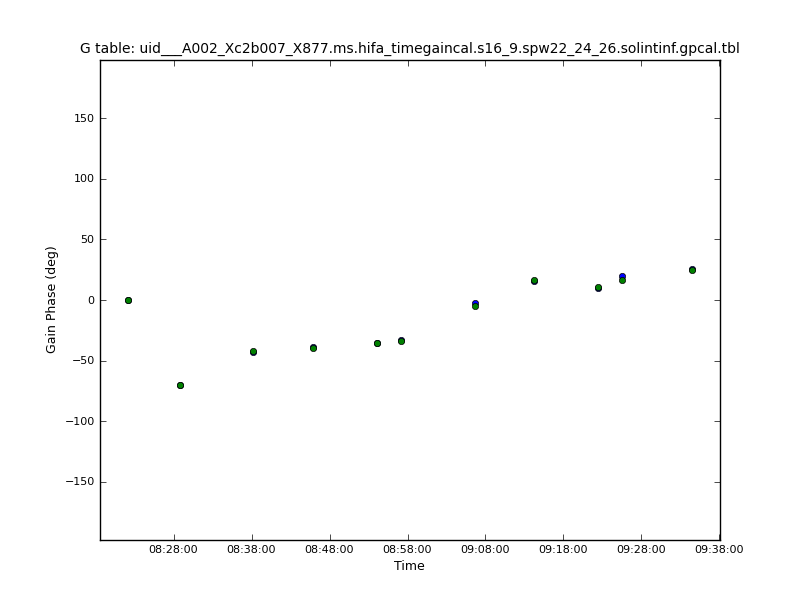 G table: uid___A002_Xc2b007_X877.ms.hifa_timegaincal.s16_9.spw22_24_26.solintinf.gpcal.tbl
150
100
50
0
−50
−100
−150
Gain Phase (deg)
08:28:00 08:38:00 08:48:00 08:58:00 09:08:00 09:18:00 09:28:00 09:38:00
Time